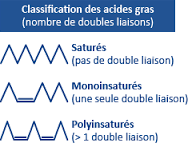 Classification des acides gras
(nombre de doubles liaisons)
Saturés
(pas de double liaison)
Monoinsaturés
(une seule double liaison)
Polyinsaturés
(> 1 double liaison)